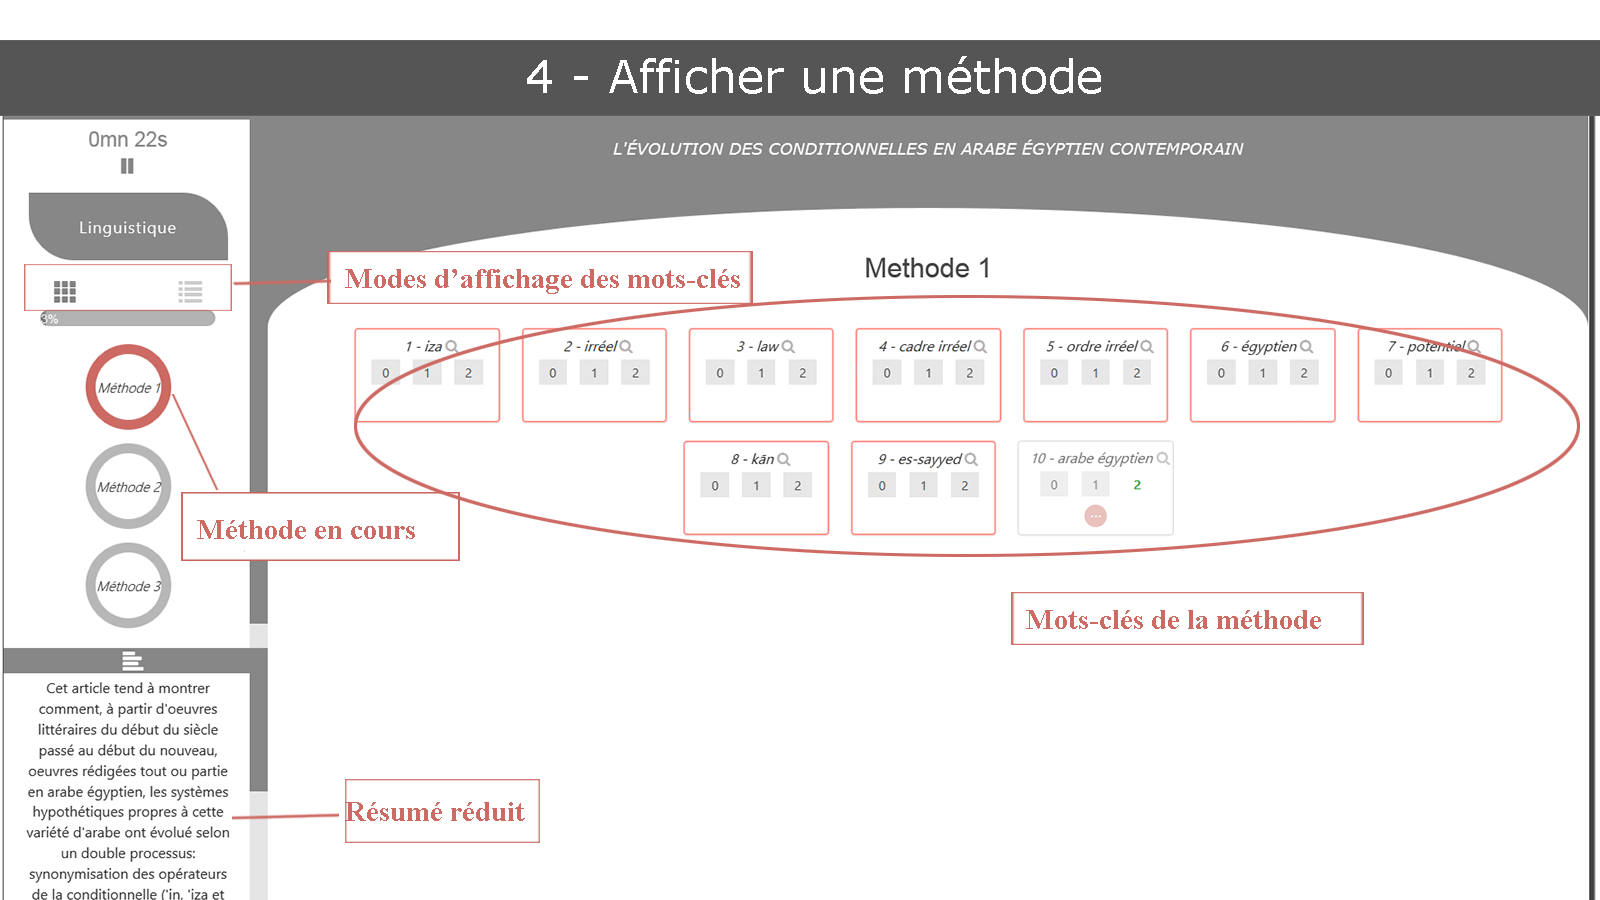 4 - Afficher une méthode
0mn 22s
L'ÉVOLUTION DES CONDITIONNELLES EN ARABE ÉGYPTIEN CONTEMPORAIN
Linguistique
Modes d’affichage des mots-clés
3%
Methode 1
1 - iza
0 1 2
2 - irréel
0 1 2
3 - law
0 1 2
4 - cadre irréel
0 1 2
5 - ordre irréel
0 1 2
6 - égyptien
0 1 2
7 - potentiel
0 1 2
8 - kān
0 1 2
9 - es-sayyed
0 1 2
10 - arabe égyptien
0 1 2
Méthode 1
Méthode 2
Méthode en cours
Méthode 3
Mots-clés de la méthode
Cet article tend à montrer
comment, à partir d'oeuvres
littéraires du début du siècle
passé au début du nouveau,
oeuvres rédigées tout ou partie
en arabe égyptien, les systèmes
hypothétiques propres à cette
variété d'arabe ont évolué selon
un double processus:
synonymisation des opérateurs
de la conditionnelle ('in, 'iza et
Résumé réduit